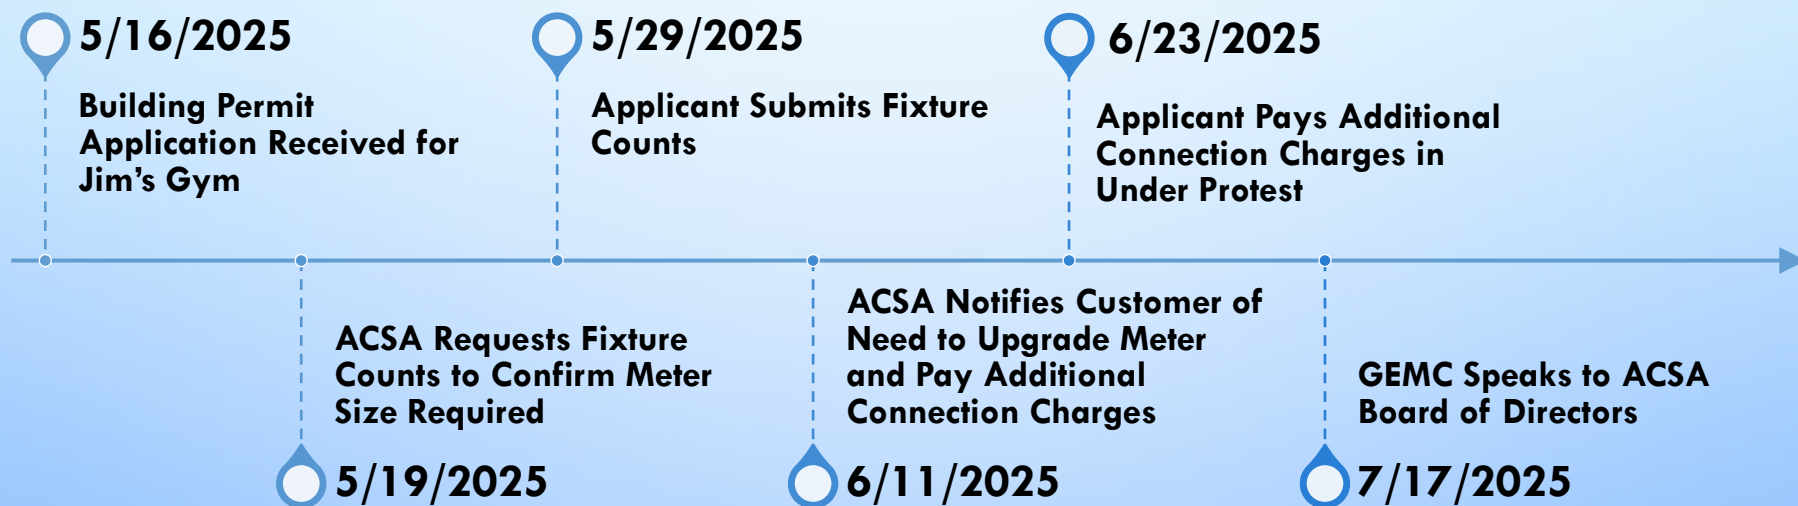 5/16/2025
Building Permit
Application Received for
Jim’s Gym
ACSA Requests Fixture
Counts to Confirm Meter
Size Required
5/19/2025
5/29/2025
Applicant Submits Fixture
Counts
ACSA Notifies Customer of
Need to Upgrade Meter
and Pay Additional
Connection Charges
6/11/2025
6/23/2025
Applicant Pays Additional
Connection Charges in
Under Protest
GEMC Speaks to ACSA
Board of Directors
7/17/2025